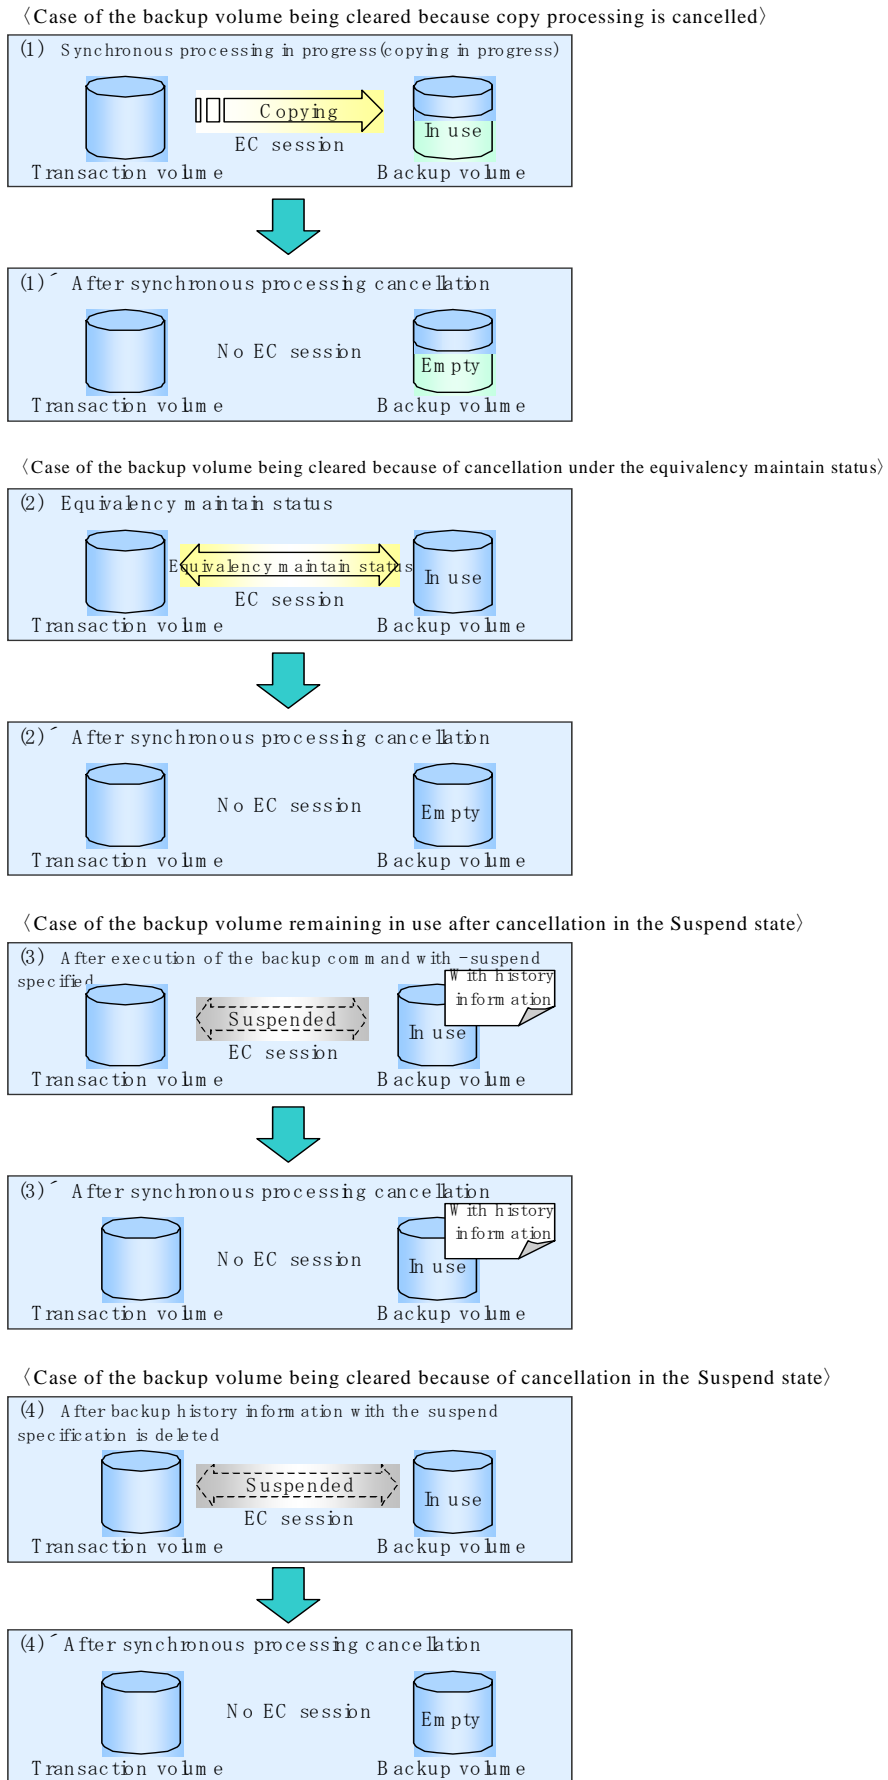 〈Case of the backup volume being cleared because copy processing is cancelled〉
(1) Synchronous processing in progress(copying in progress)
Copying
In use
EC session
Transaction volume
Backup volume
(1)´ After synchronous processing cancellation
No EC session
Empty
Transaction volume
Backup volume
〈Case of the backup volume being cleared because of cancellation under the equivalency maintain status〉
(2) Equivalency maintain status
Equivalency maintain status
In use
EC session
Transaction volume
Backup volume
(2)´ After synchronous processing cancellation
No EC session
Empty
Transaction volume
Backup volume
〈Case of the backup volume remaining in use after cancellation in the Suspend state〉
(3) After execution of the backup command with -suspend
specified
With history
information
Suspended
In use
EC session
Transaction volume
Backup volume
(3)´ After synchronous processing cancellation
With history
information
No EC session
In use
Transaction volume
Backup volume
〈Case of the backup volume being cleared because of cancellation in the Suspend state〉
(4) After backup history information with the suspend
specification is deleted
Suspended
In use
EC session
Transaction volume
Backup volume
(4)´ After synchronous processing cancellation
No EC session
Empty
Transaction volume
Backup volume